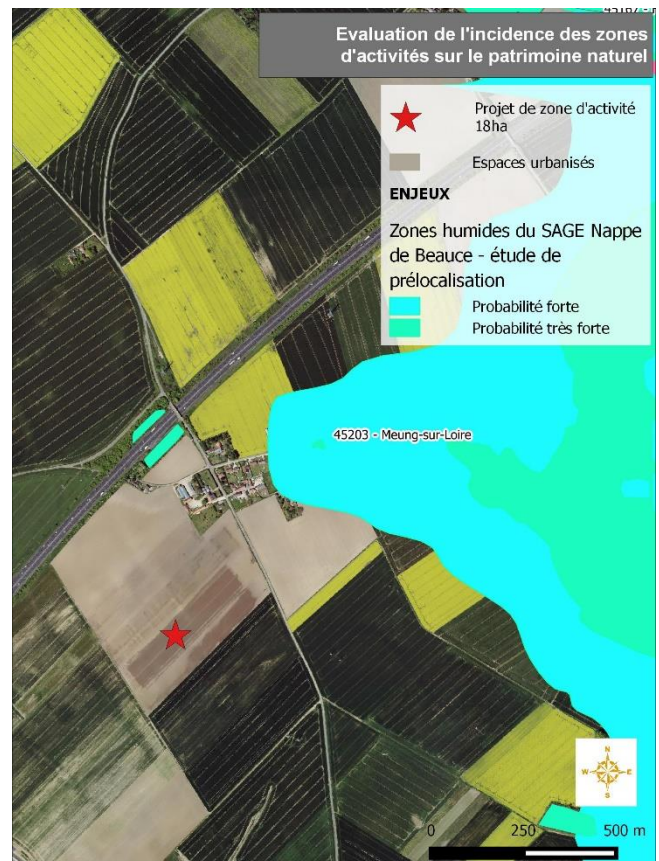 Evaluation de l'incidence des zones
d'activités sur le patrimoine naturel
Projet de zone d'activité
18ha
Espaces urbanisés
ENJEUX
Zones humides du SAGE Nappe
de Beauce - étude de
prélocalisation
Probabilité forte
Probabilité très forte
45203 - Meung-sur-Loire
N
W E
S
0 250 500 m